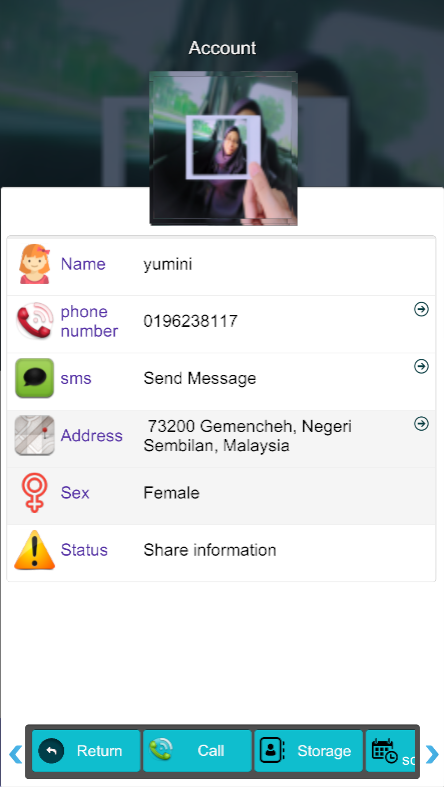 Account
Name yumini
phone number 0196238117
sms Send Message
Address 73200 Gemencheh, Negeri Sembilan, Malaysia
Sex Female
Status Share information
Return Call Storage